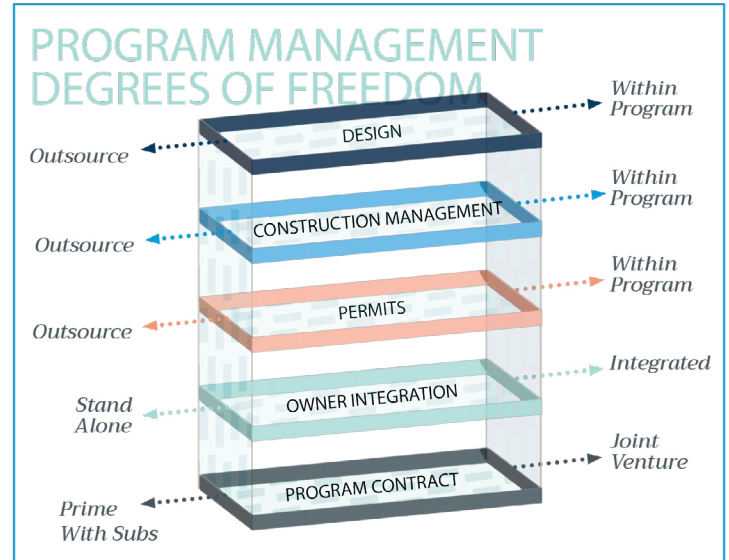 PROGRAM MANAGEMENT
DEGREES OF FREEDOM
Within
Program
DESIGN
Outsource
Within
Program
CONSTRUCTION MANAGEMENT
Outsource
Within
Program
PERMITS
Outsource
Integrated
OWNER INTEGRATION
Stand
Alone
Joint
Venture
PROGRAM CONTRACT
Prime
With Subs